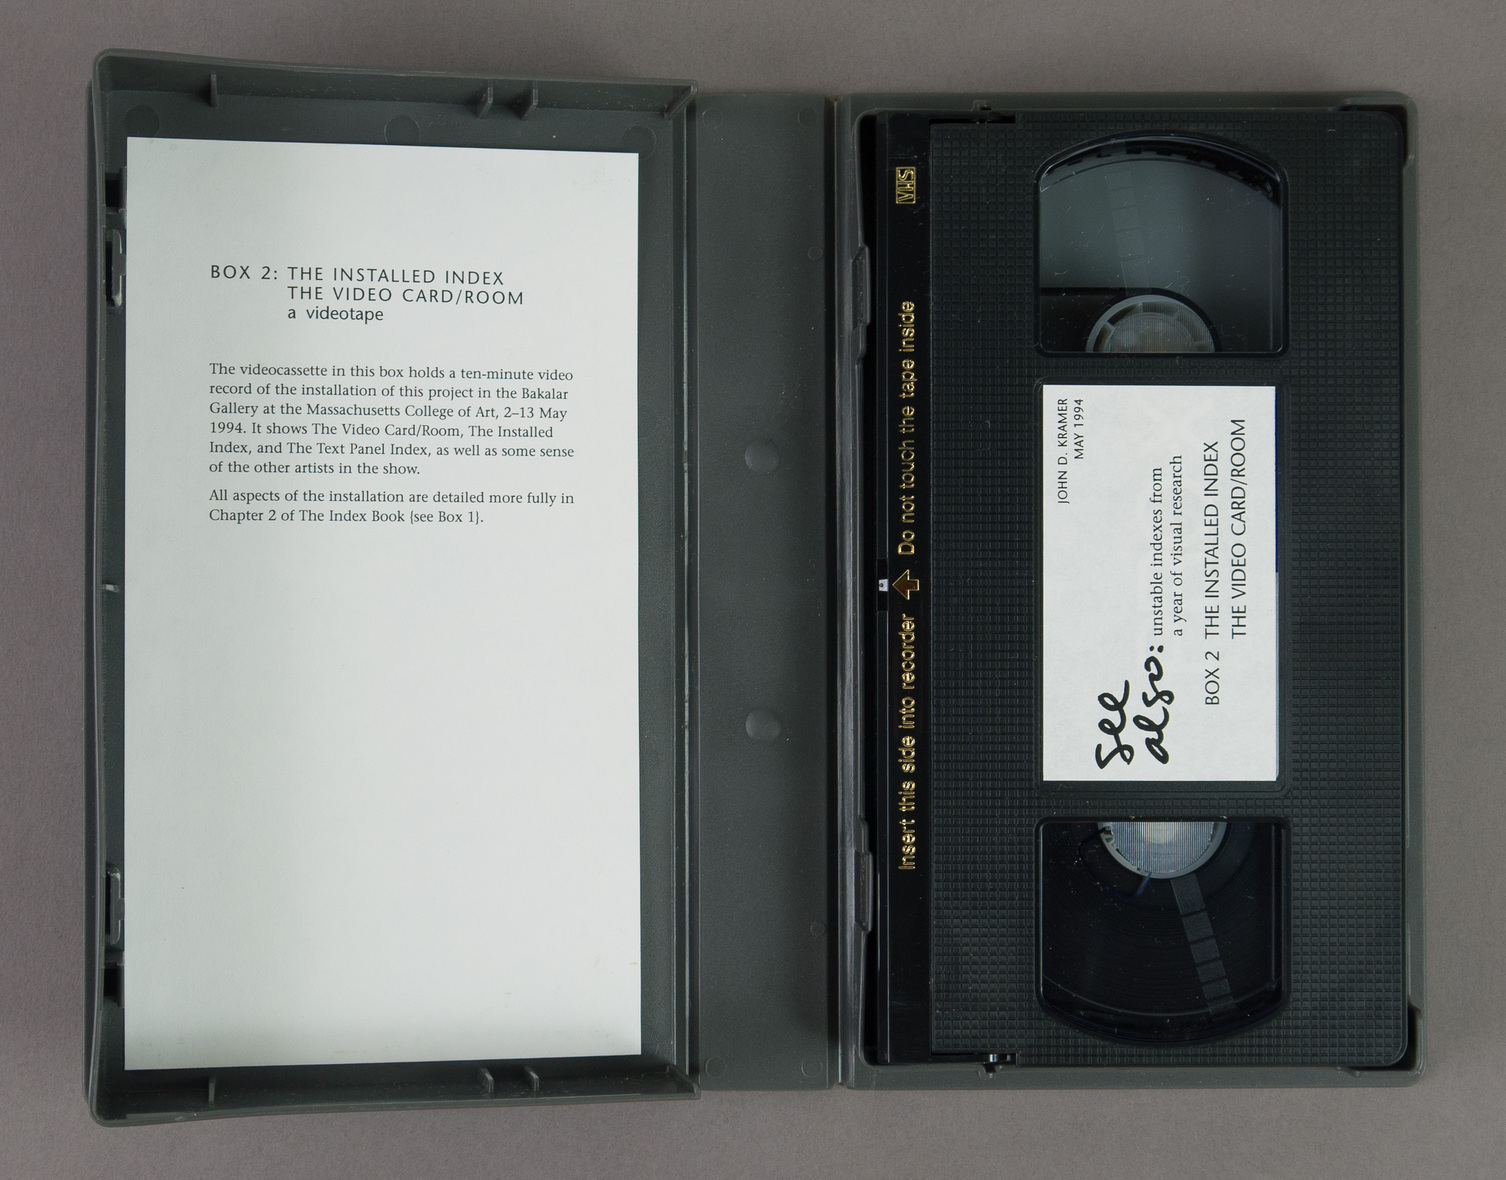 BOX 2: THE INSTALLED INDEX
THE VIDEO CARD/ROOM
a videotape
The videocassette in this box holds a ten-minute video
record of the installation of this project in the Bakalar
Gallery at the Massachusetts College of Art, 2–13 May
1994. It shows The Video Card/Room, The Installed
Index, and The Text Panel Index, as well as some sense
of the other artists in the show.
All aspects of the installation are detailed more fully in
Chapter 2 of The Index Book {see Box 1}.
VHS
Insert this side into recorder Do not touch the tape inside
JOHN D. KRAMER
MAY 1994
see
also: unstable indexes from
a year of visual research
BOX 2 THE INSTALLED INDEX
THE VIDEO CARD/ROOM